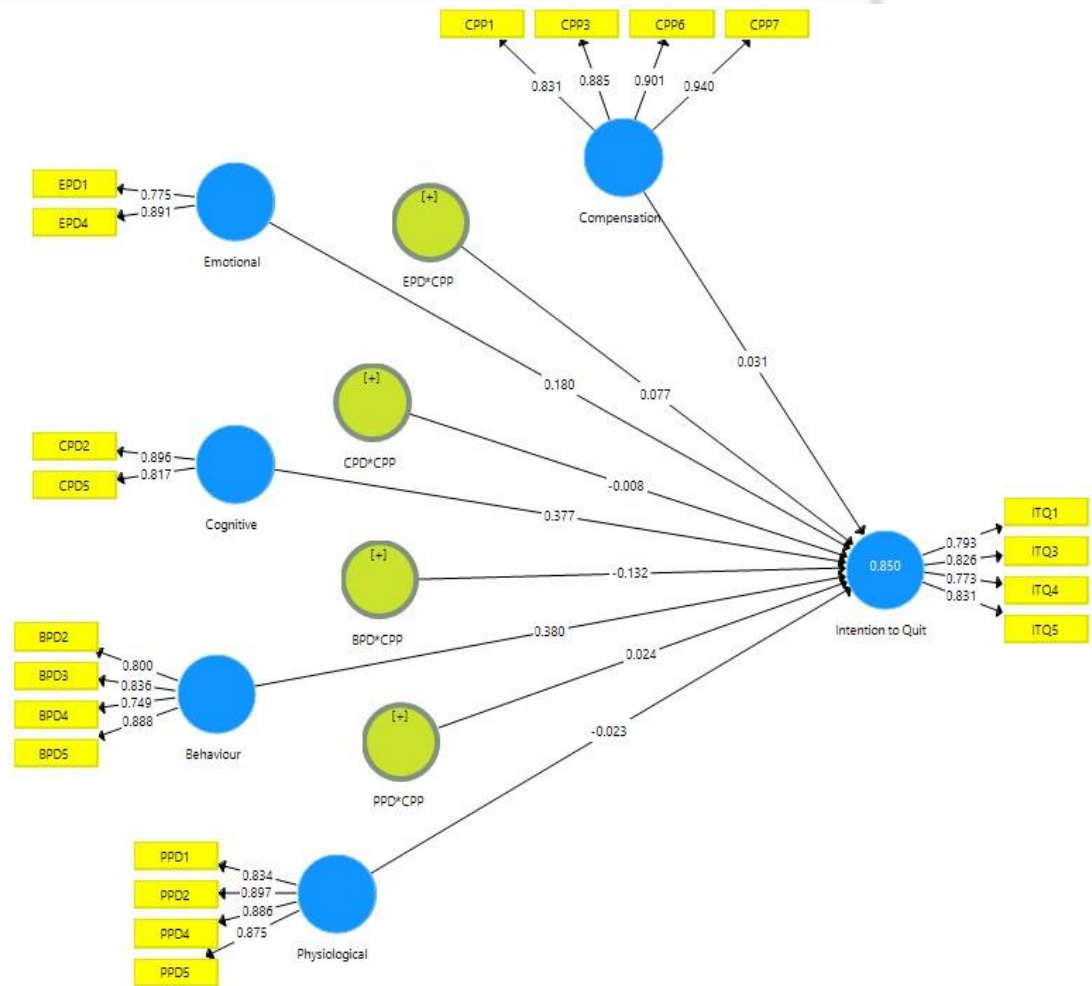 CPP1 CPP3 CPP6 CPP7
0.831 0.885 0.901 0.940
Compensation
EPD1
EPD4
0.775
0.891
Emotional
[+]
EPD*CPP
0.031
0.180
0.077
[+]
CPD*CPP
CPD2
CPD5
0.896
0.817
Cognitive
-0.008
0.377
[+]
BPD*CPP
-0.132
0.380
0.024
BPD2
BPD3
BPD4
BPD5
0.800
0.836
0.749
0.888
Behaviour
[+]
PPD*CPP
-0.023
PPD1
PPD2
PPD4
PPD5
0.834
0.897
0.886
0.875
Physiological
0.850
Intention to Quit
0.793
0.826
0.773
0.831
ITQ1
ITQ3
ITQ4
ITQ5